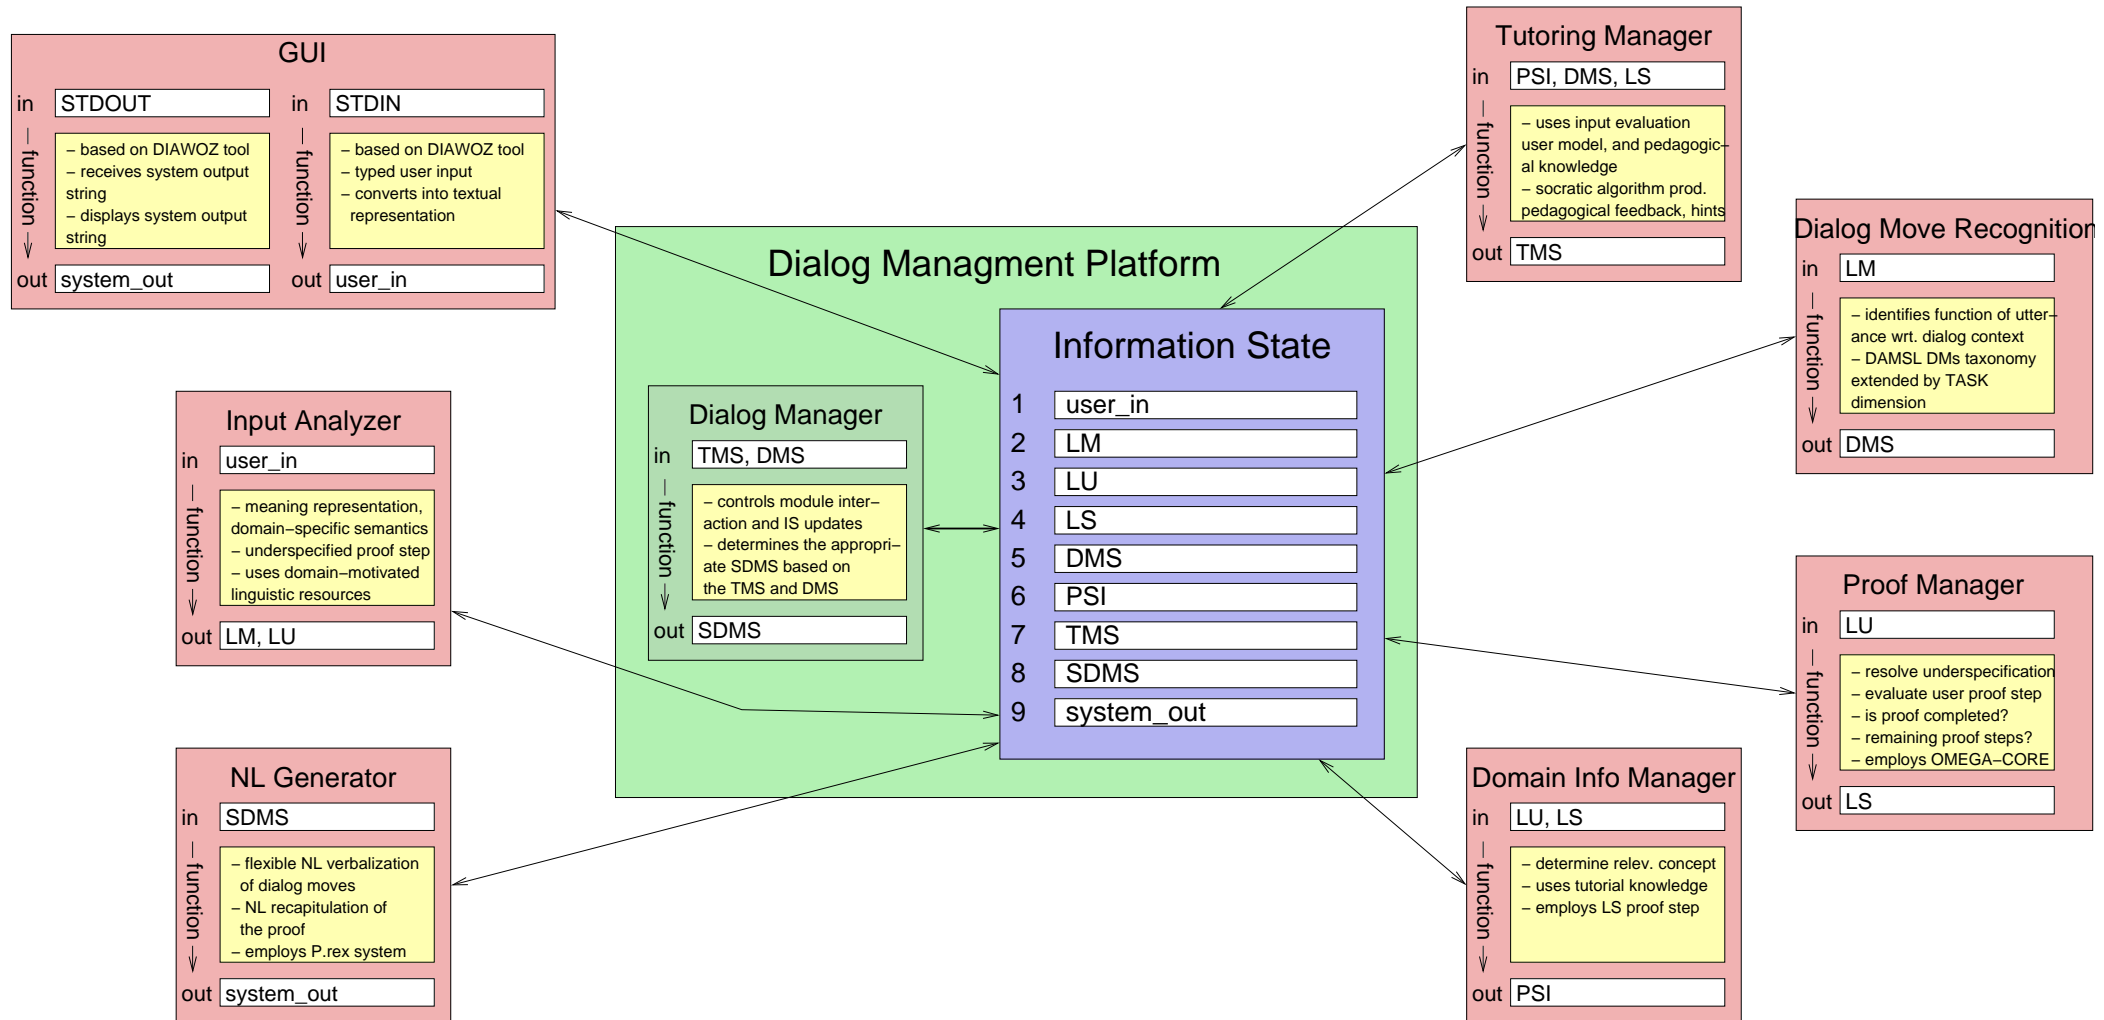 GUI
in STDOUT
function
– based on DIAWOZ tool
– receives system output
string
– displays system output
string
out system_out
in STDIN
function
– based on DIAWOZ tool
– typed user input
– converts into textual
representation
out user_in
Tutoring Manager
in PSI, DMS, LS
function
– uses input evaluation
user model, and pedagogic–
al knowledge
– socratic algorithm prod.
pedagogical feedback, hints
out TMS
Dialog Move Recognition
in LM
function
– identifies function of utter–
ance wrt. dialog context
– DAMSL DMs taxonomy
extended by TASK
dimension
out DMS
Dialog Managment Platform
Information State
1 user_in
2 LM
3 LU
4 LS
5 DMS
6 PSI
7 TMS
8 SDMS
9 system_out
Dialog Manager
in TMS, DMS
function
– controls module inter–
action and IS updates
– determines the appropri–
ate SDMS based on
the TMS and DMS
out SDMS
Input Analyzer
in user_in
function
– meaning representation,
domain–specific semantics
– underspecified proof step
– uses domain–motivated
linguistic resources
out LM, LU
Proof Manager
in LU
function
– resolve underspecification
– evaluate user proof step
– is proof completed?
– remaining proof steps?
– employs OMEGA–CORE
out LS
NL Generator
in SDMS
function
– flexible NL verbalization
of dialog moves
– NL recapitulation of
the proof
– employs P.rex system
out system_out
Domain Info Manager
in LU, LS
function
– determine relev. concept
– uses tutorial knowledge
– employs LS proof step
out PSI